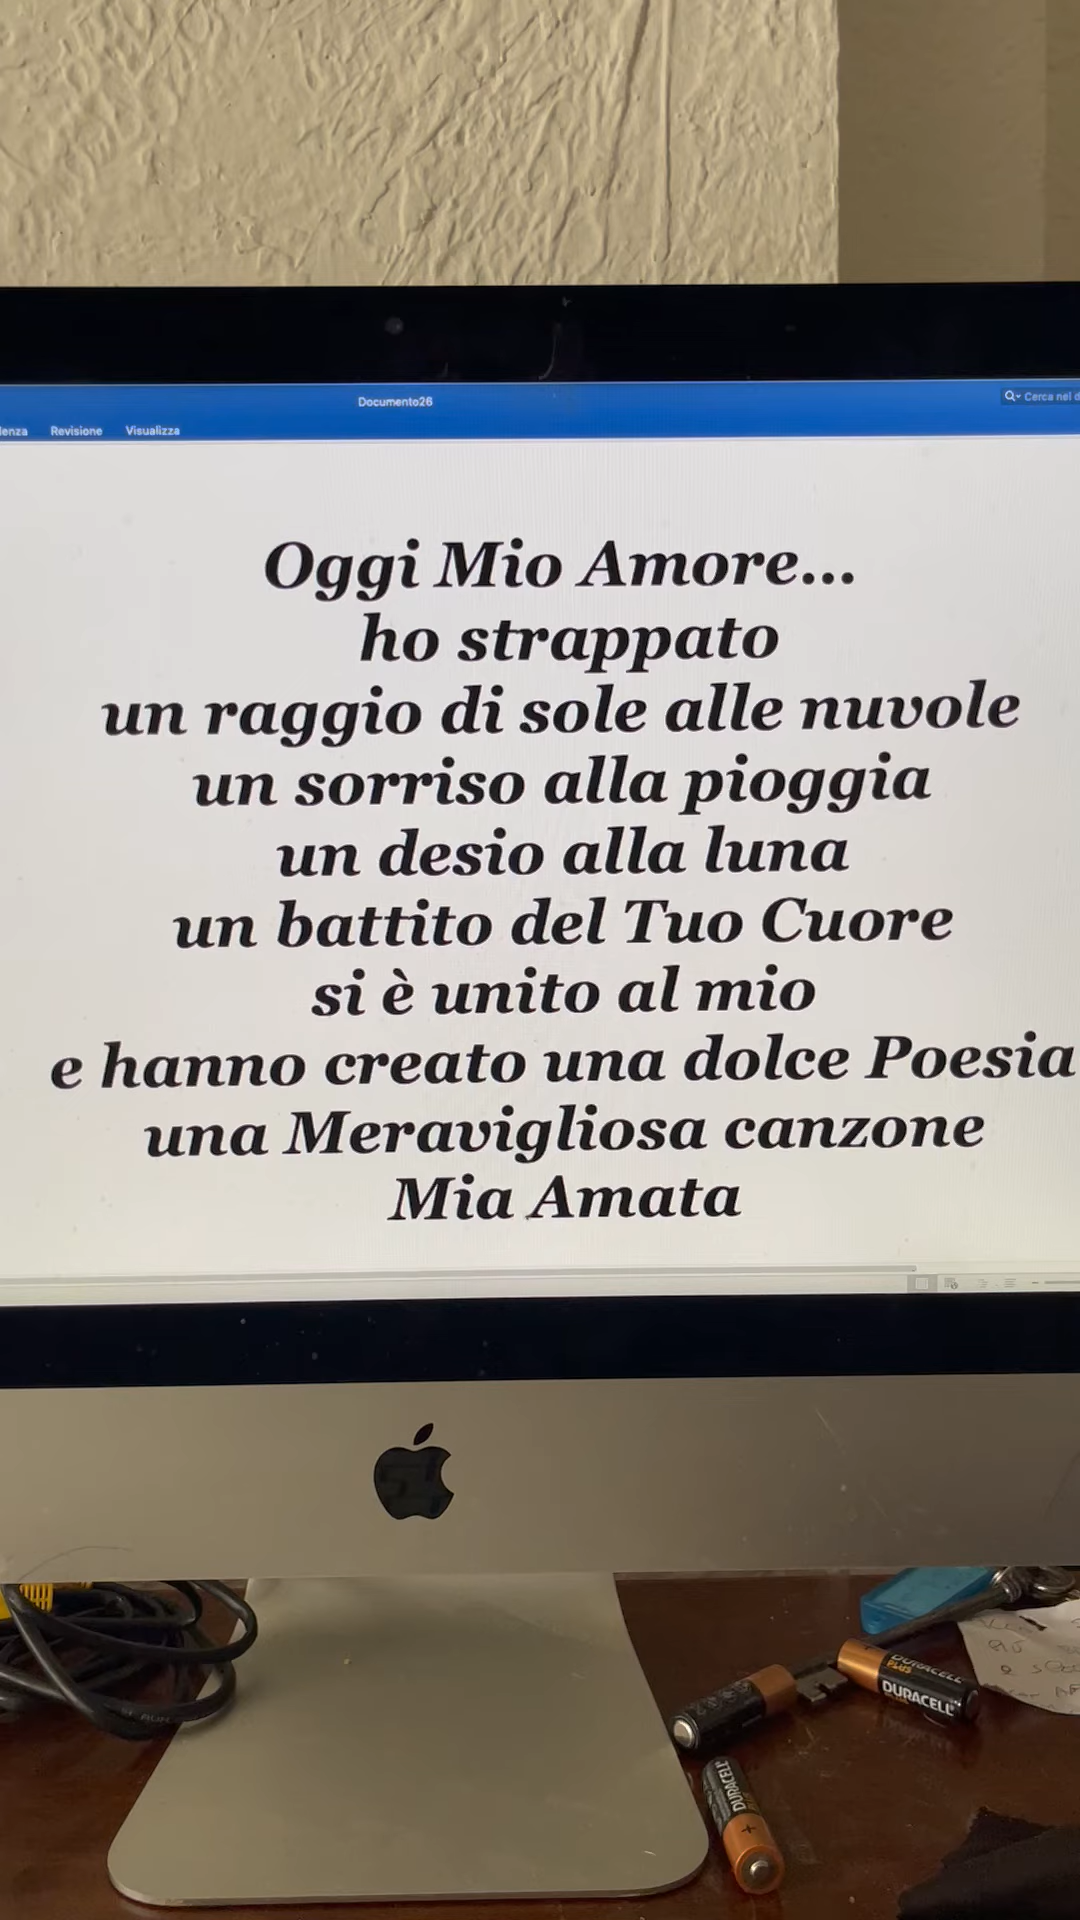 Documento26
Cerca nel d
Revisione
Visualizza
Oggi Mio Amore...
ho strappato
un raggio di sole alle nuvole
un sorriso alla pioggia
un desio alla luna
un battito del Tuo Cuore
si è unito al mio
e hanno creato una dolce Poesia
una Meravigliosa canzone
Mia Amata
DURACELL
PLUS
DURACELL
DURACELL